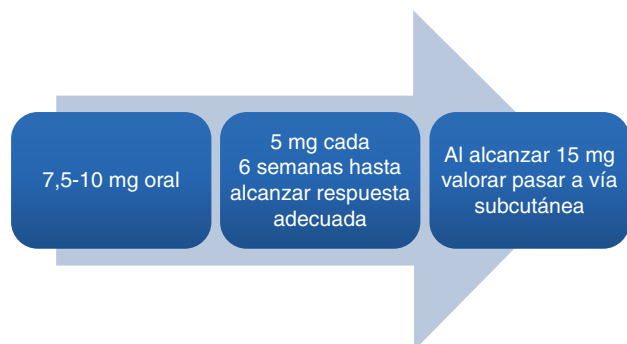 7,5-10 mg oral
5 mg cada
6 semanas hasta
alcanzar respuesta
adecuada
Al alcanzar 15 mg
valorar pasar a vía
subcutánea